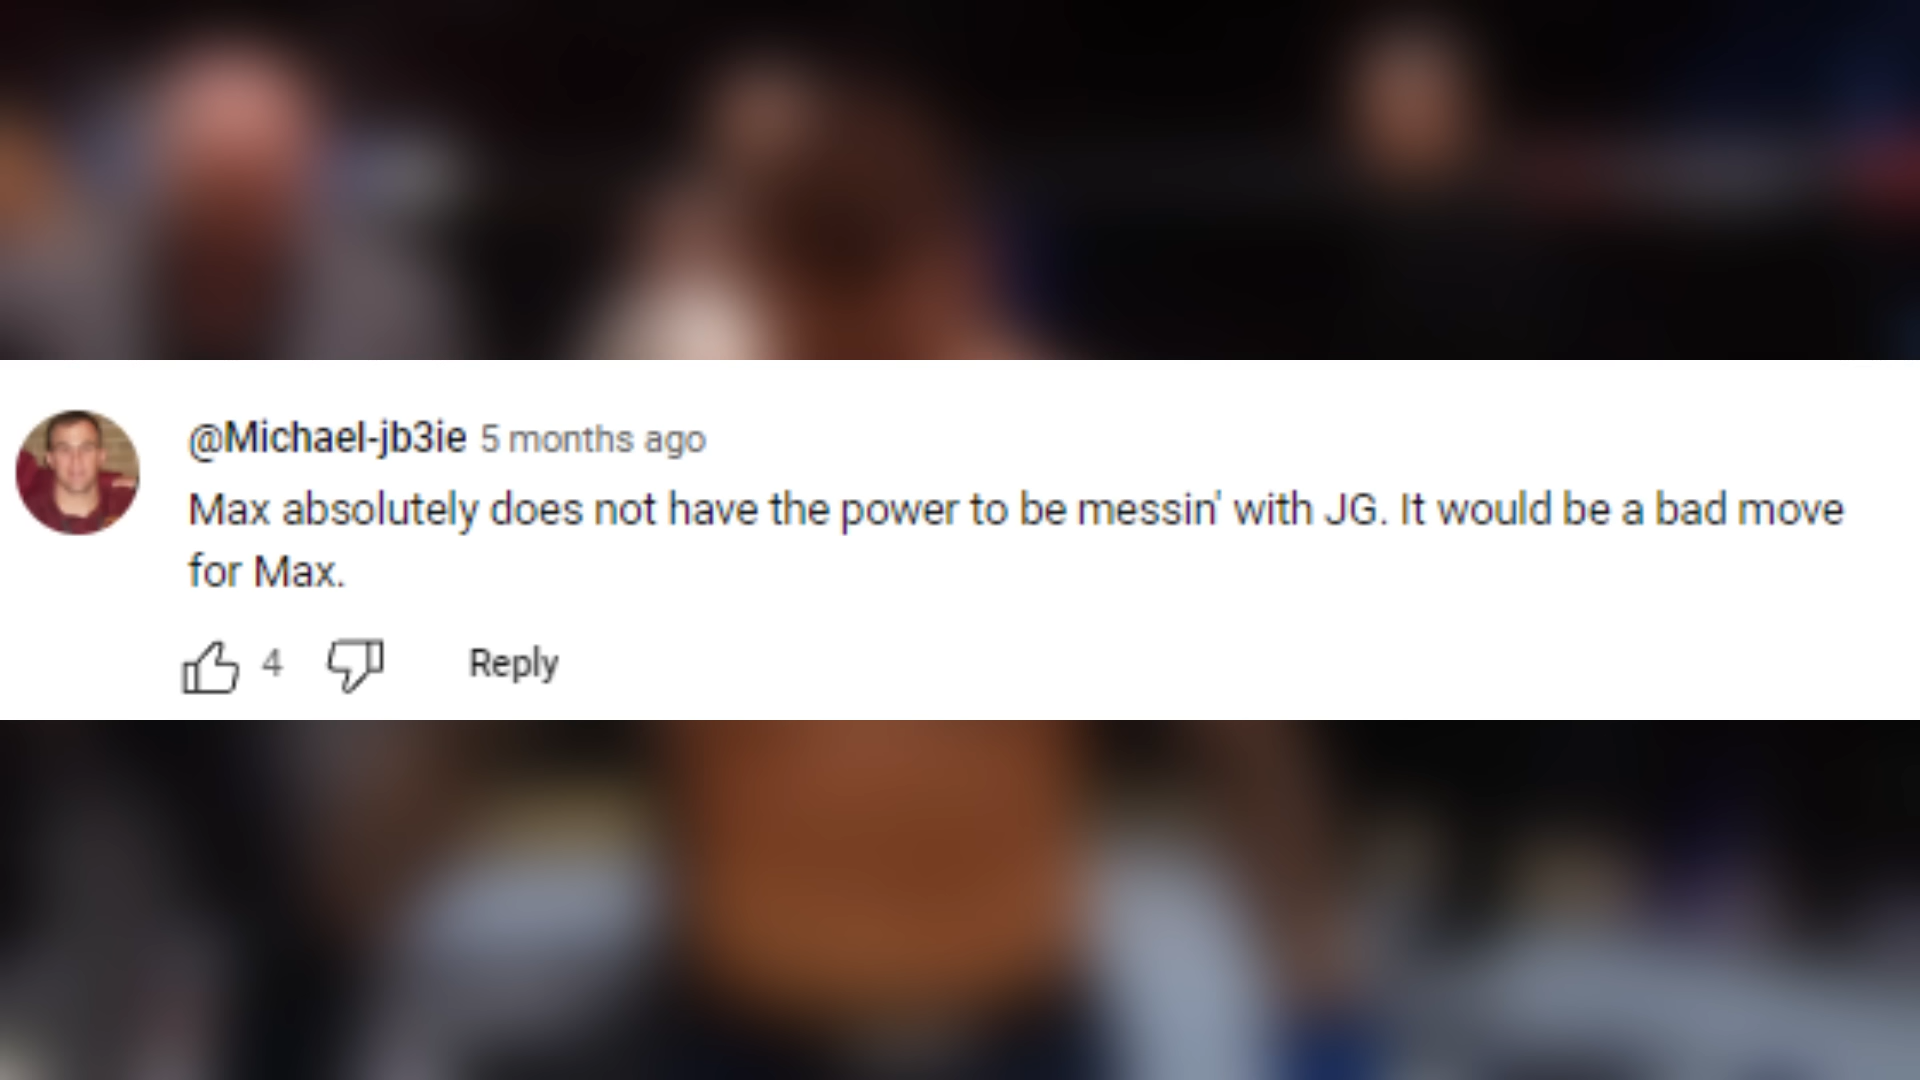 @Michael-jb3ie 5 months ago
Max absolutely does not have the power to be messin' with JG. It would be a bad move
for Max.
4 Reply